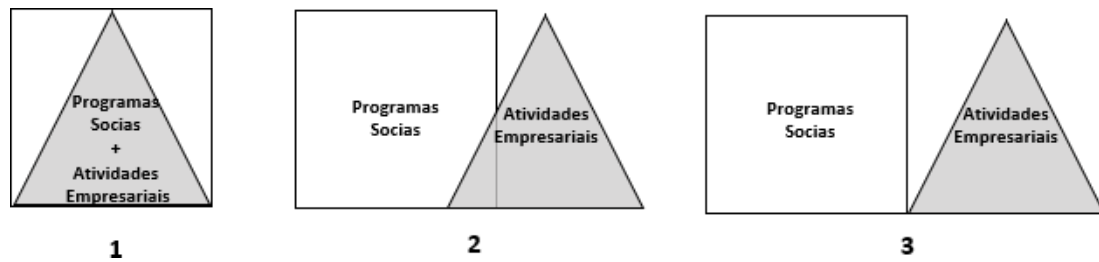 Programas
Socias
+
Atividades
Empresariais
1
Programas
Socias
Atividades
Empresariais
2
Programas
Socias
Atividades
Empresariais
3